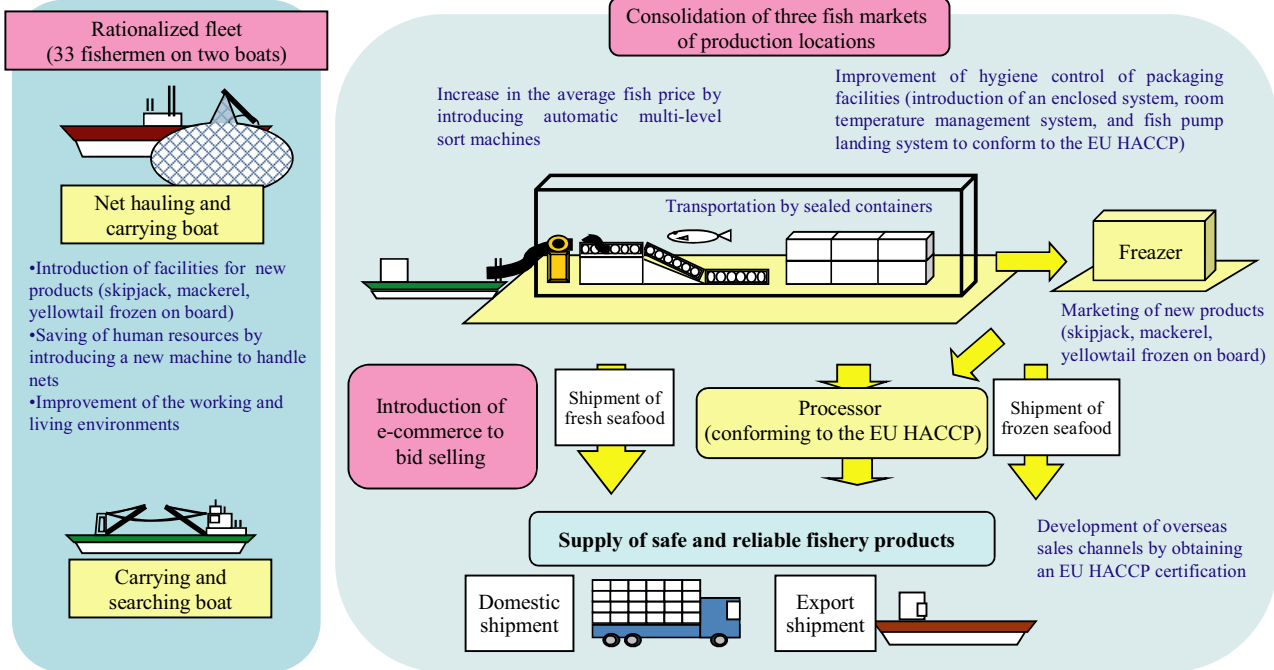 Rationalized fleet
(33 fishermen on two boats)
Net hauling and
carrying boat
•Introduction of facilities for new
products (skipjack, mackerel,
yellowtail frozen on board)
•Saving of human resources by
introducing a new machine to handle
nets
•Improvement of the working and
living environments
Carrying and
searching boat
Consolidation of three fish markets
of production locations
Increase in the average fish price by
introducing automatic multi-level
sort machines
Improvement of hygiene control of packaging
facilities (introduction of an enclosed system, room
temperature management system, and fish pump
landing system to conform to the EU HACCP)
Transportation by sealed containers
Freazer
Marketing of new products
(skipjack, mackerel,
yellowtail frozen on board)
Introduction of
e-commerce to
bid selling
Shipment of
fresh seafood
Processor
(conforming to the EU HACCP)
Shipment of
frozen seafood
Supply of safe and reliable fishery products
Development of overseas
sales channels by obtaining
an EU HACCP certification
Domestic
shipment
Export
shipment